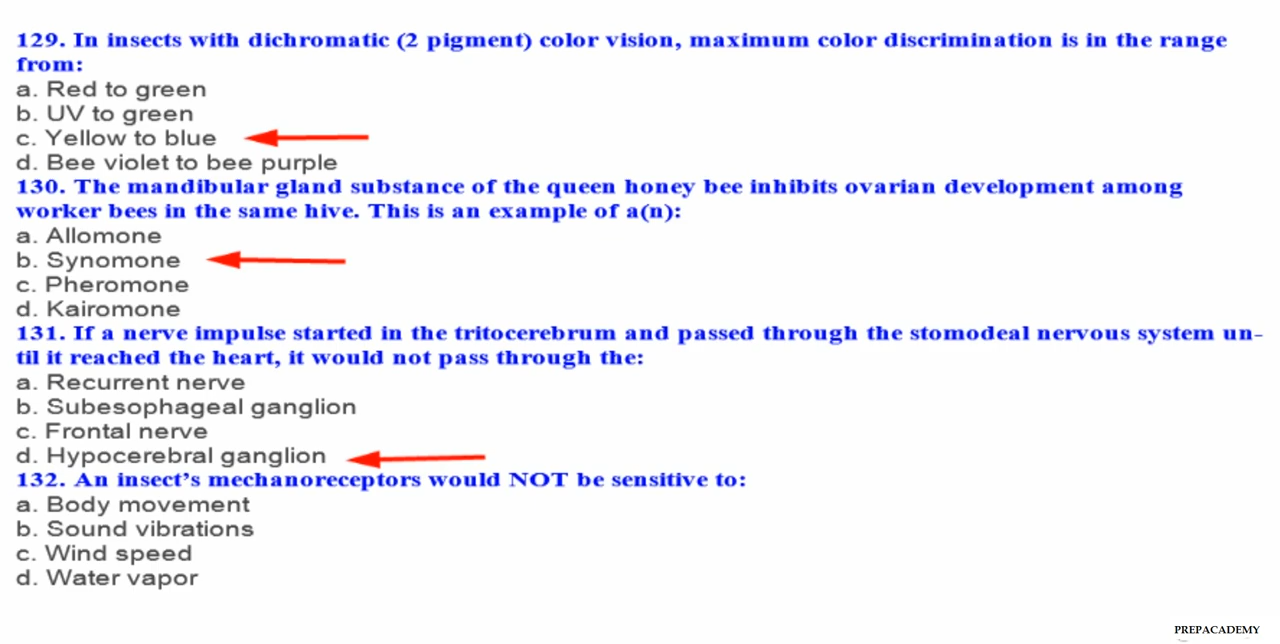 129. In insects with dichromatic (2 pigment) color vision, maximum color discrimination is in the range
from:
a. Red to green
b. UV to green
c. Yellow to blue
d. Bee violet to bee purple
130. The mandibular gland substance of the queen honey bee inhibits ovarian development among
worker bees in the same hive. This is an example of a(n):
a. Allomone
b. Synomone
c. Pheromone
d. Kairomone
131. If a nerve impulse started in the tritocerebrum and passed through the stomodeal nervous system un-
til it reached the heart, it would not pass through the:
a. Recurrent nerve
b. Subesophageal ganglion
c. Frontal nerve
d. Hypocerebral ganglion
132. An insect’s mechanoreceptors would NOT be sensitive to:
a. Body movement
b. Sound vibrations
c. Wind speed
d. Water vapor
PREPACADEMY